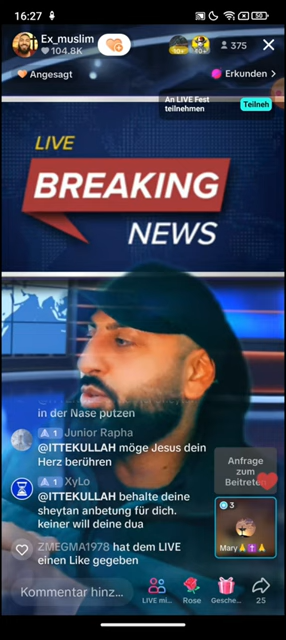 16:27
50
Ex_muslim
104.8K
10+
10+
375
Angesagt
Erkunden >
An LIVE Fest
teilnehmen
Teilneh
LIVE
BREAKING
NEWS
in der Nase putzen
1 Junior Rapha
@ITTEKULLAH möge Jesus dein
Herz berühren
1 XyLo
@ITTEKULLAH behalte deine
sheytan anbetung für dich.
keiner will deine dua
ZMEGMA1978 hat dem LIVE
einen Like gegeben
Anfrage
zum
Beitreten
3
Mary🙏✝️🙏
Kommentar hinz...
LIVE mi...
Rose
Gesche...
25